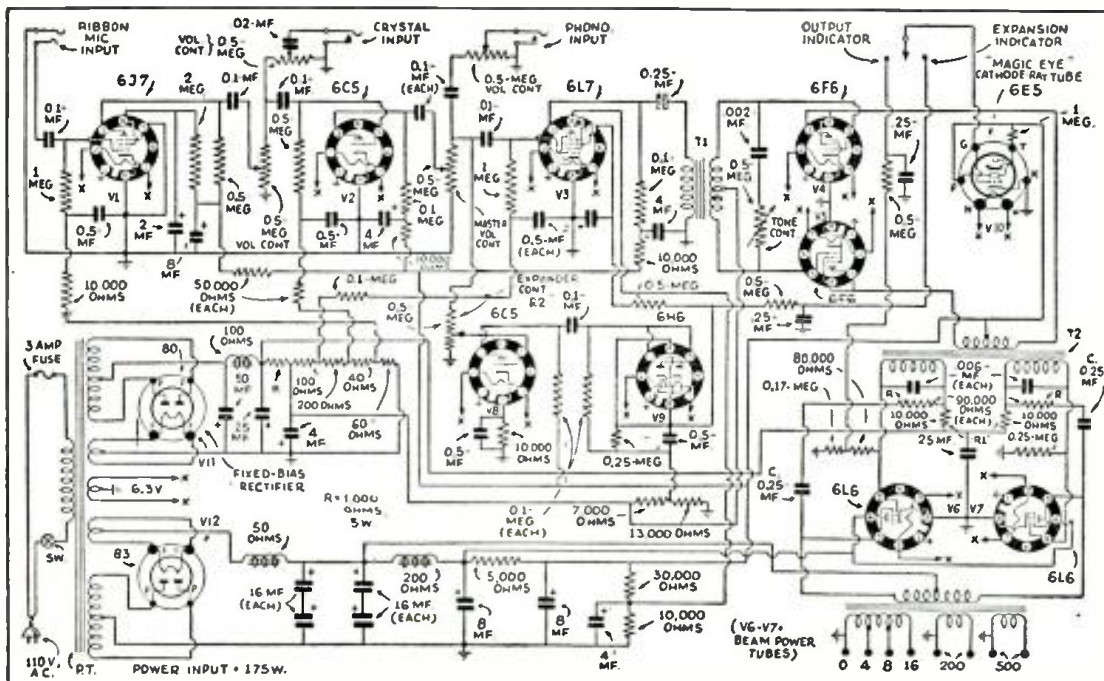 RIBBON
MIC
INPUT
.02-MF
VOL
CONT
0.5-
MEG
CRYSTAL
INPUT
PHONO
INPUT
OUTPUT
INDICATOR
EXPANSION
INDICATOR
"MAGIC EYE"
CATHODE RAY TUBE
6E5
6J7
2
MEG
0.1-MF
0.1-
MF
6C5
0.1-
MF
(EACH)
0.5-MEG
VOL CONT
6L7
0.25-
MF
6F6
1
MEG.
V1
V2
V3
T1
.002
MF
V4
.25-
MF
G
F
T
K
H
V10
1
MEG
0.5-
MEG
0.5-
MEG
0.5-
MEG
VOL CONT
0.5-
MF
2
MF
8
MF
0.5-
MF
4
MF
0.5-
MEG
0.1
MEG
MASTER
VOL
CONT
0.5-MF
(EACH)
0.1-
MEG
4
MF
0.5-
MEG
TONE
CONT
0.5-
MEG
10,000
OHMS
50,000
OHMS
(EACH)
0.1-MEG
EXPANDER
CONT
10,000
OHMS
6F6
0.5
MEG
6C5
0.1-
MF
0.5-MEG
6H6
0.5-
MEG
.25-
MF
T2
3 AMP
FUSE
100
OHMS
80
50
MF
100
OHMS
200 OHMS
40
OHMS
60
OHMS
4
MF
V11
FIXED-BIAS
RECTIFIER
6.3V
R=1,000
OHMS
5W
V8
V9
0.5-
MF
10,000
OHMS
0.25-MEG
0.5-
MF
0.1-
MEG
(EACH)
7,000
OHMS
13,000 OHMS
80,000
OHMS
0.17-MEG
.006-
MF
(EACH)
90,000
OHMS
(EACH)
R
R
10,000
OHMS
10,000
OHMS
.25 MF
R1
0.25-MEG
C.
0.25
MF
C.
0.25
MF
6L6
V6
V7
6L6
SW.
V12
83
50
OHMS
16 MF
(EACH)
16 MF
(EACH)
200
OHMS
5,000
OHMS
8
MF
8
MF
30,000
OHMS
10,000
OHMS
4
MF.
(V6-V7=
BEAM POWER
TUBES)
110V.
A.C.
P.T.
POWER INPUT = 175W.
0 4 8 16 200 500